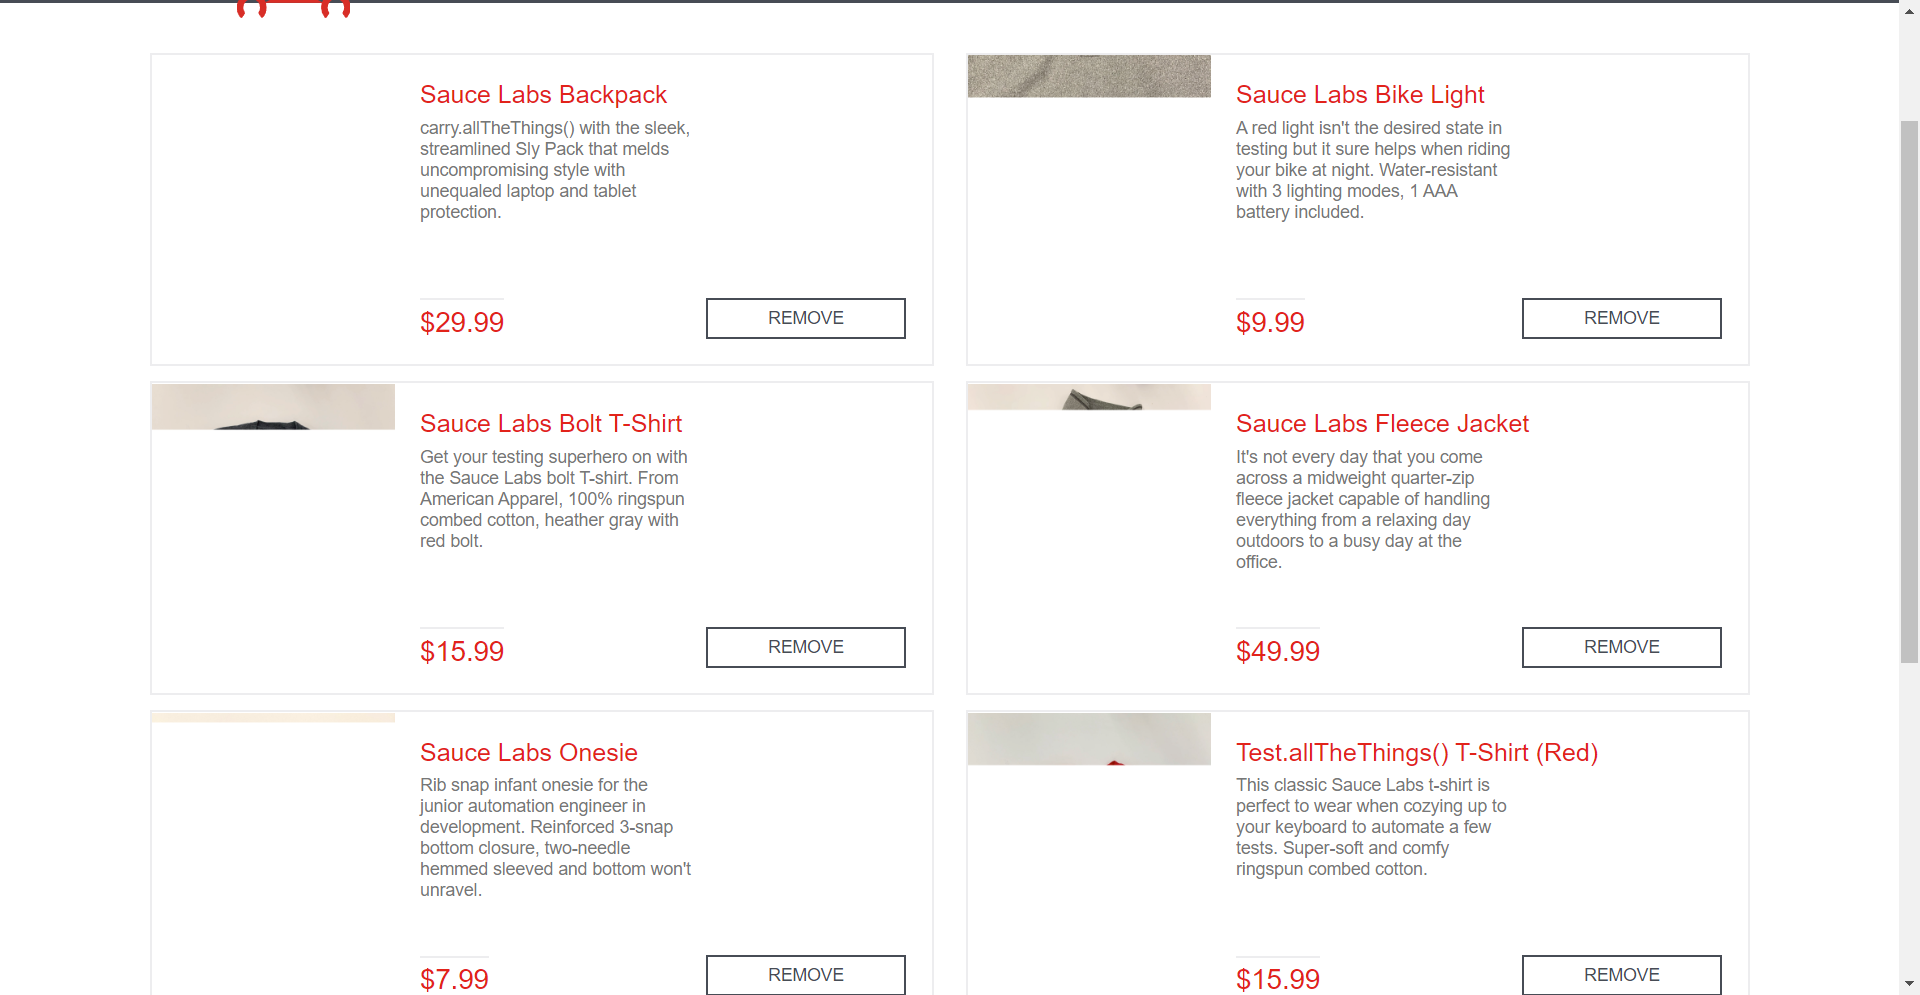 Sauce Labs Backpack
carry.allTheThings() with the sleek,
streamlined Sly Pack that melds
uncompromising style with
unequaled laptop and tablet
protection.
$29.99
REMOVE
Sauce Labs Bike Light
A red light isn't the desired state in
testing but it sure helps when riding
your bike at night. Water-resistant
with 3 lighting modes, 1 AAA
battery included.
$9.99
REMOVE
Sauce Labs Bolt T-Shirt
Get your testing superhero on with
the Sauce Labs bolt T-shirt. From
American Apparel, 100% ringspun
combed cotton, heather gray with
red bolt.
$15.99
REMOVE
Sauce Labs Fleece Jacket
It's not every day that you come
across a midweight quarter-zip
fleece jacket capable of handling
everything from a relaxing day
outdoors to a busy day at the
office.
$49.99
REMOVE
Sauce Labs Onesie
Rib snap infant onesie for the
junior automation engineer in
development. Reinforced 3-snap
bottom closure, two-needle
hemmed sleeved and bottom won't
unravel.
$7.99
REMOVE
Test.allTheThings() T-Shirt (Red)
This classic Sauce Labs t-shirt is
perfect to wear when cozying up to
your keyboard to automate a few
tests. Super-soft and comfy
ringspun combed cotton.
$15.99
REMOVE